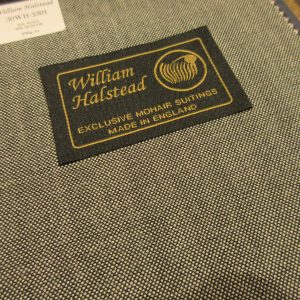 William Halstead
William
Halstead
EXCLUSIVE MOHAIR SUITINGS
MADE IN ENGLAND